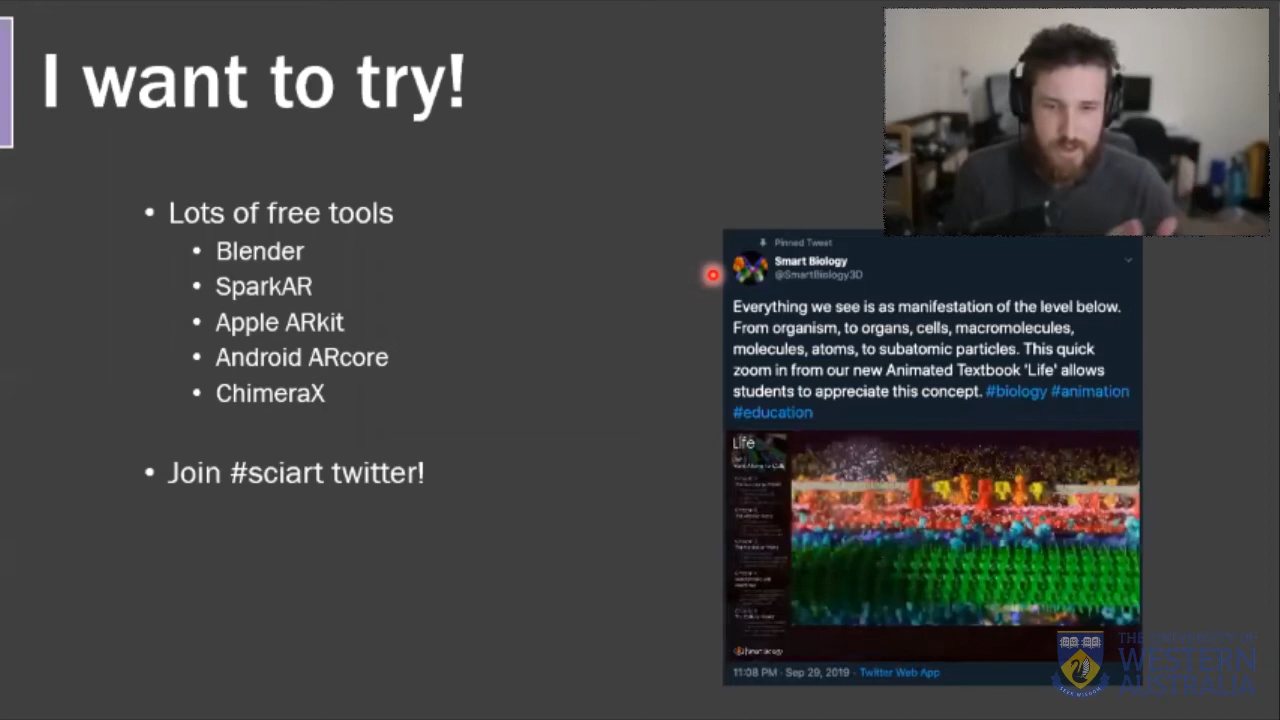 I want to try!
• Lots of free tools
• Blender
• SparkAR
• Apple ARkit
• Android ARcore
• ChimeraX
• Join #sciart twitter!
Pinned Tweet
Smart Biology
@SmartBiology3D
Everything we see is as manifestation of the level below.
From organism, to organs, cells, macromolecules,
molecules, atoms, to subatomic particles. This quick
zoom in from our new Animated Textbook 'Life' allows
students to appreciate this concept. #biology #animation
#education
Life
11:08 PM · Sep 29, 2019 · Twitter Web App
THE UNIVERSITY OF
WESTERN
AUSTRALIA